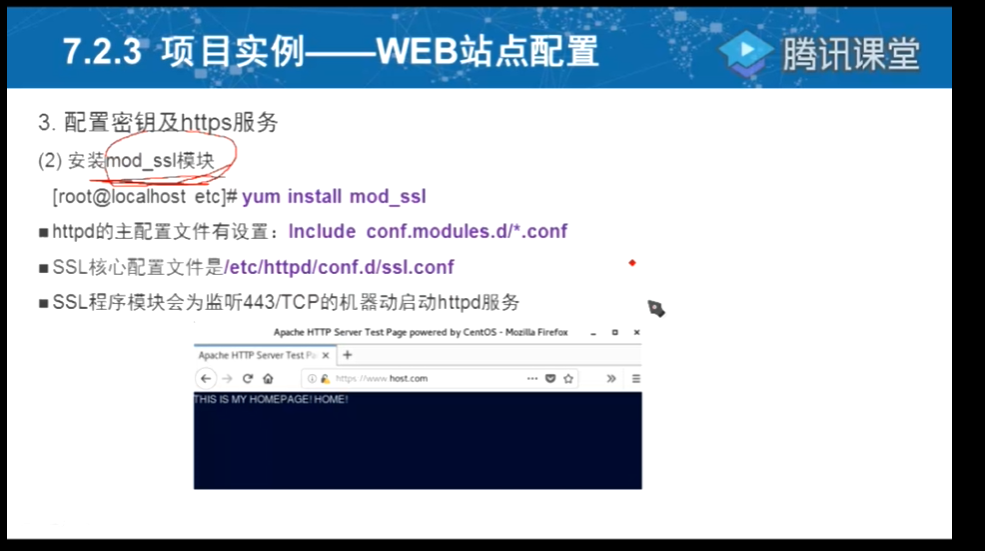 7.2.3 项目实例——WEB站点配置
腾讯课堂
3. 配置密钥及https服务
(2) 安装mod_ssl模块
[root@localhost etc]# yum install mod_ssl
■httpd的主配置文件有设置：Include conf.modules.d/*.conf
■SSL核心配置文件是/etc/httpd/conf.d/ssl.conf
■SSL程序模块会为监听443/TCP的机器动启动httpd服务
Apache HTTP Server Test Page powered by CentOS - Mozilla Firefox
Apache HTTP Server Test Pa
https://www.host.com
THIS IS MY HOMEPAGE! HOME!